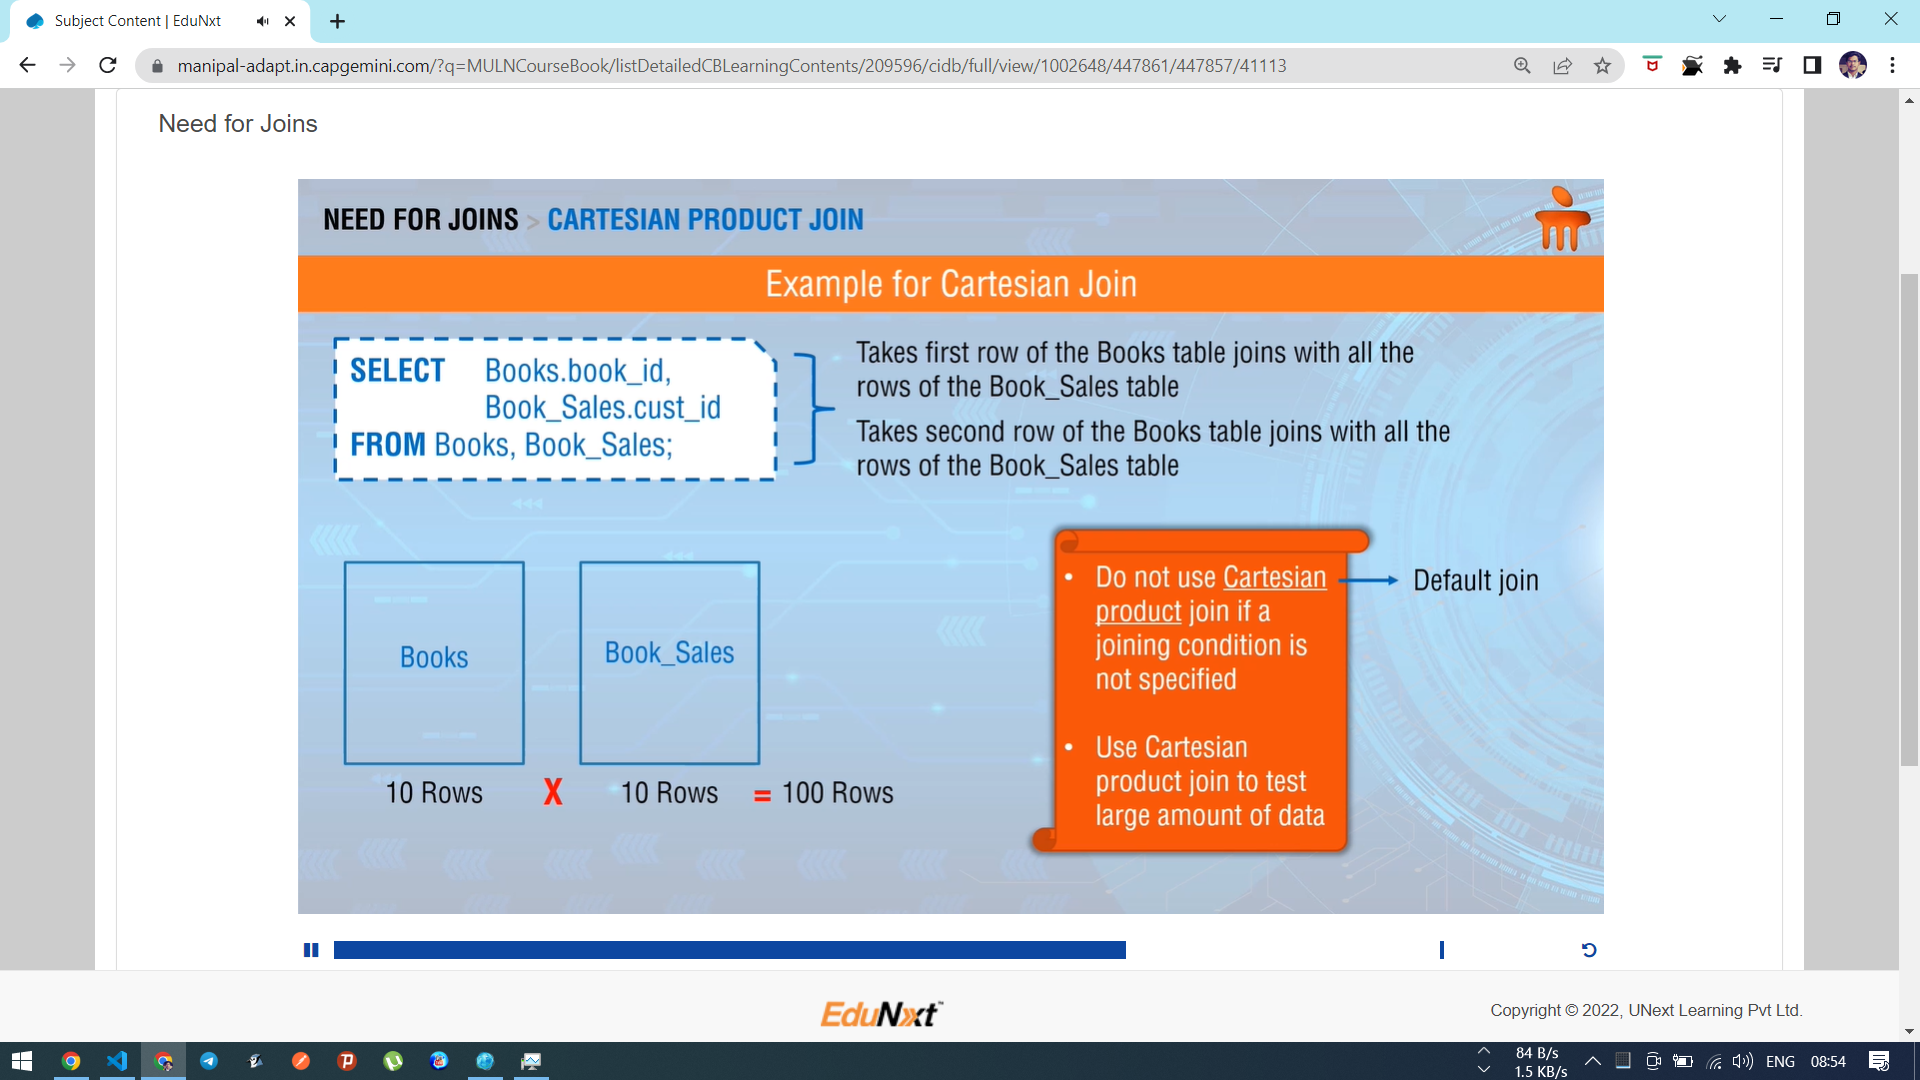 Subject Content | EduNxt
manipal-adapt.in.capgemini.com/?q=MULNCourseBook/listDetailedCBLearningContents/209596/cidb/full/view/1002648/447861/447857/41113
Need for Joins
NEED FOR JOINS > CARTESIAN PRODUCT JOIN
Example for Cartesian Join
SELECT Books.book_id,
Book_Sales.cust_id
FROM Books, Book_Sales;
Takes first row of the Books table joins with all the
rows of the Book_Sales table
Takes second row of the Books table joins with all the
rows of the Book_Sales table
Books
Book_Sales
10 Rows X 10 Rows = 100 Rows
• Do not use Cartesian
product join if a
joining condition is
not specified
Default join
• Use Cartesian
product join to test
large amount of data
EduNxt™
Copyright © 2022, UNext Learning Pvt Ltd.
84 B/s
1.5 KB/s
ENG
08:54